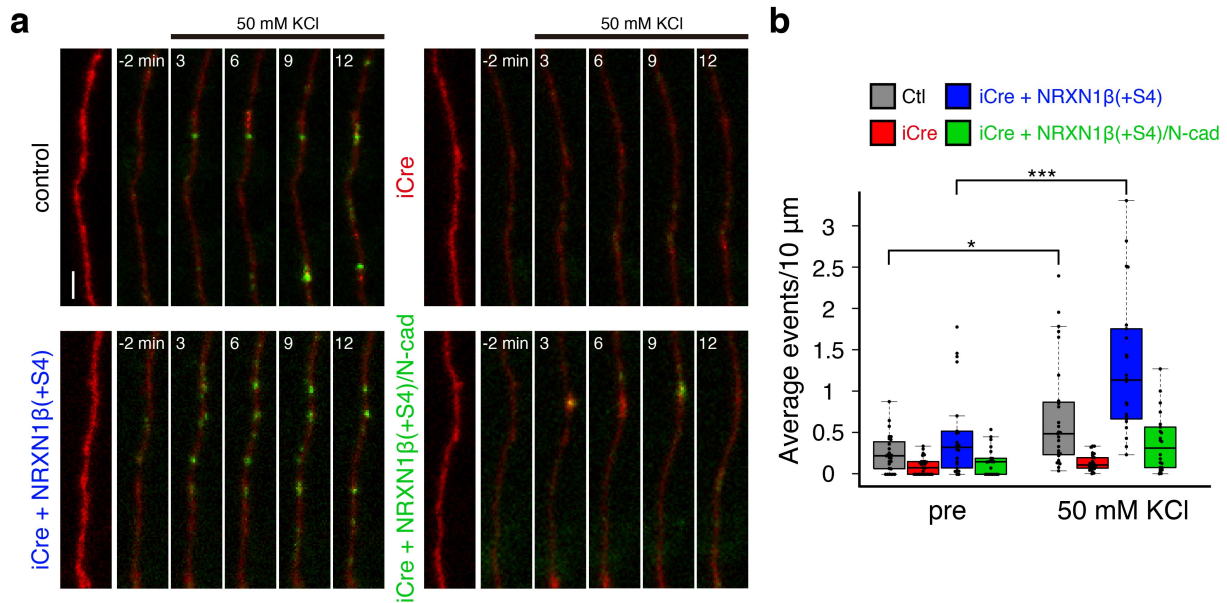 a
50 mM KCl
50 mM KCl
control
-2 min 3 6 9 12
iCre
-2 min 3 6 9 12
iCre + NRXN1β(+S4)
-2 min 3 6 9 12
iCre + NRXN1β(+S4)/N-cad
-2 min 3 6 9 12
b
Ctl
iCre + NRXN1β(+S4)
iCre
iCre + NRXN1β(+S4)/N-cad
***
*
Average events/10 µm
3
2.5
2
1.5
1
0.5
0
pre
50 mM KCl